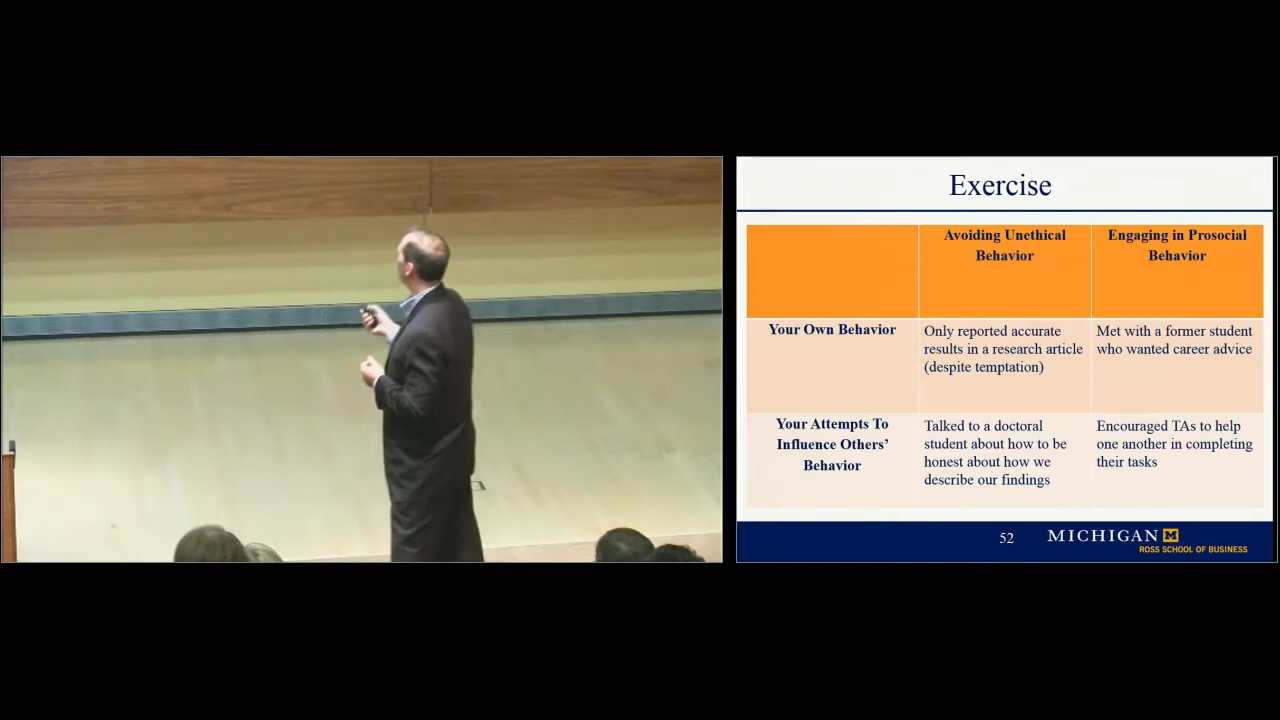 Exercise
Avoiding Unethical
Behavior
Engaging in Prosocial
Behavior
Your Own Behavior
Only reported accurate
results in a research article
(despite temptation)
Met with a former student
who wanted career advice
Your Attempts To
Influence Others’
Behavior
Talked to a doctoral
student about how to be
honest about how we
describe our findings
Encouraged TAs to help
one another in completing
their tasks
52
MICHIGAN M
ROSS SCHOOL OF BUSINESS